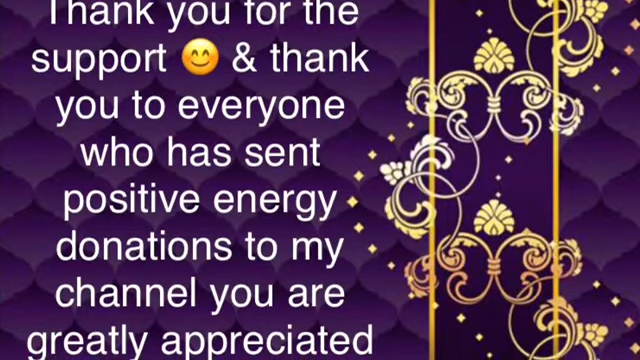 Thank you for the
support 😊 & thank
you to everyone
who has sent
positive energy
donations to my
channel you are
greatly appreciated